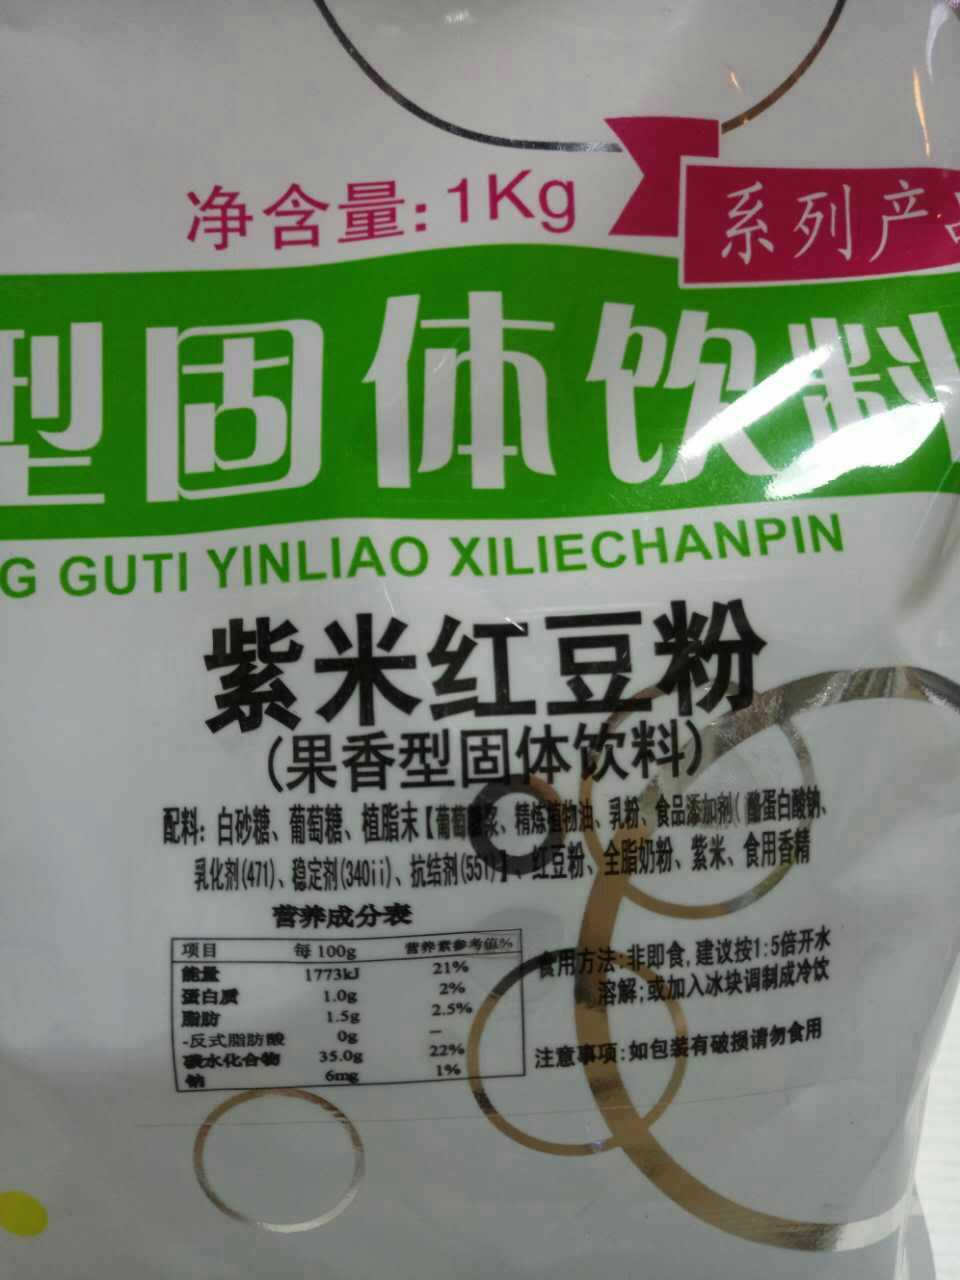 净含量:1Kg
系列产品
型固体饮料
G GUTI YINLIAO XILIECHANPIN
紫米红豆粉
(果香型固体饮料)
配料: 白砂糖、葡萄糖、植脂末【葡萄糖浆、精炼植物油、乳粉、食品添加剂(酪蛋白酸钠、
乳化剂(471)、稳定剂(340ii)、抗结剂(551)】、红豆粉、全脂奶粉、紫米、食用香精
营养成分表
项目 每 100g 营养素参考值%
能量 1773kJ 21%
蛋白质 1.0g 2%
脂肪 1.5g 2.5%
-反式脂肪酸 0g —
碳水化合物 35.0g 22%
钠 6mg 1%
食用方法:非即食,建议按1:5倍开水
溶解;或加入冰块调制成冷饮
注意事项:如包装有破损请勿食用